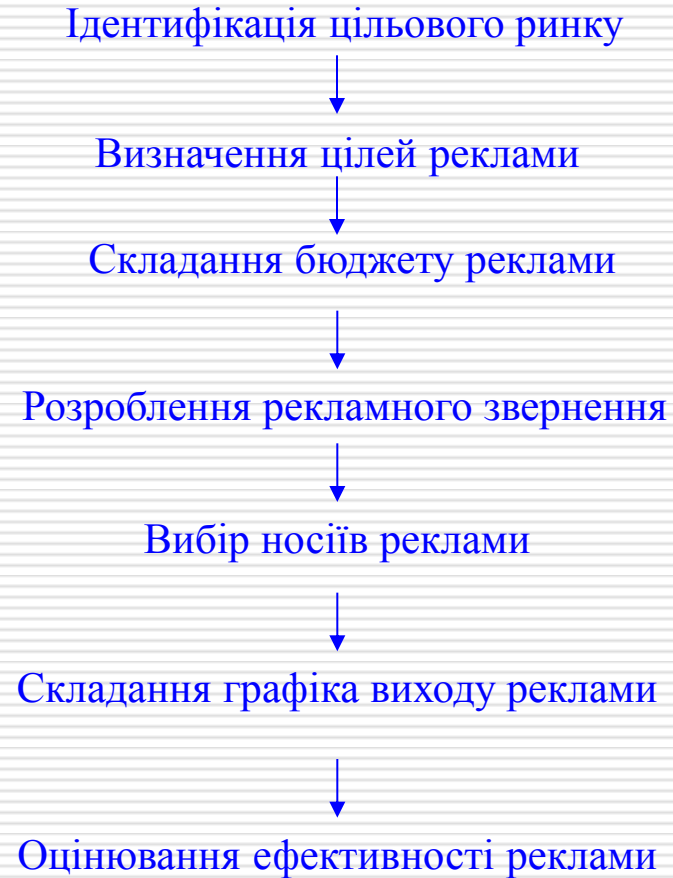 Ідентифікація цільового ринку
Визначення цілей реклами
Складання бюджету реклами
Розроблення рекламного звернення
Вибір носіїв реклами
Складання графіка виходу реклами
Оцінювання ефективності реклами